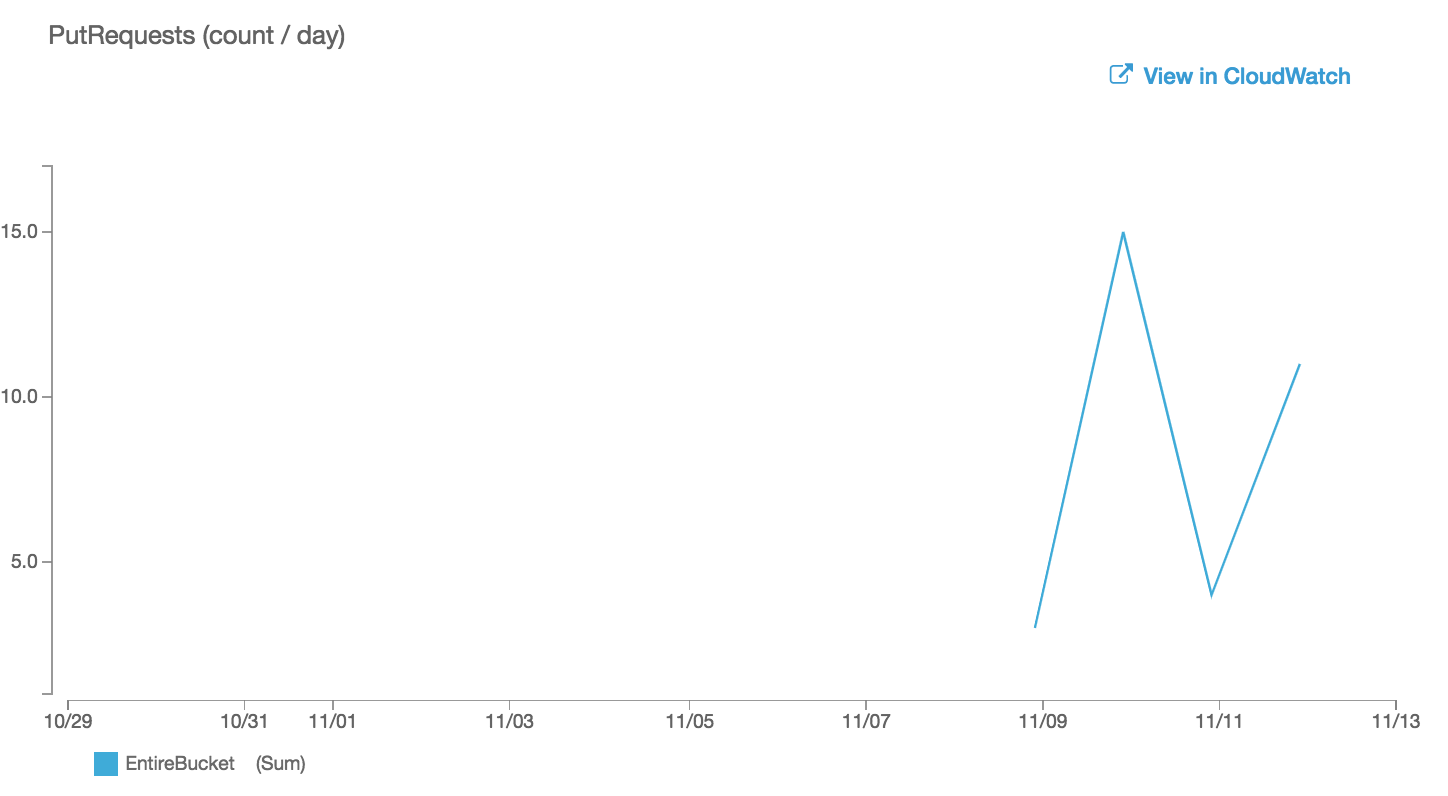 PutRequests (count / day)
View in CloudWatch
15.0
10.0
5.0
10/29 10/31 11/01 11/03 11/05 11/07 11/09 11/11 11/13
EntireBucket (Sum)